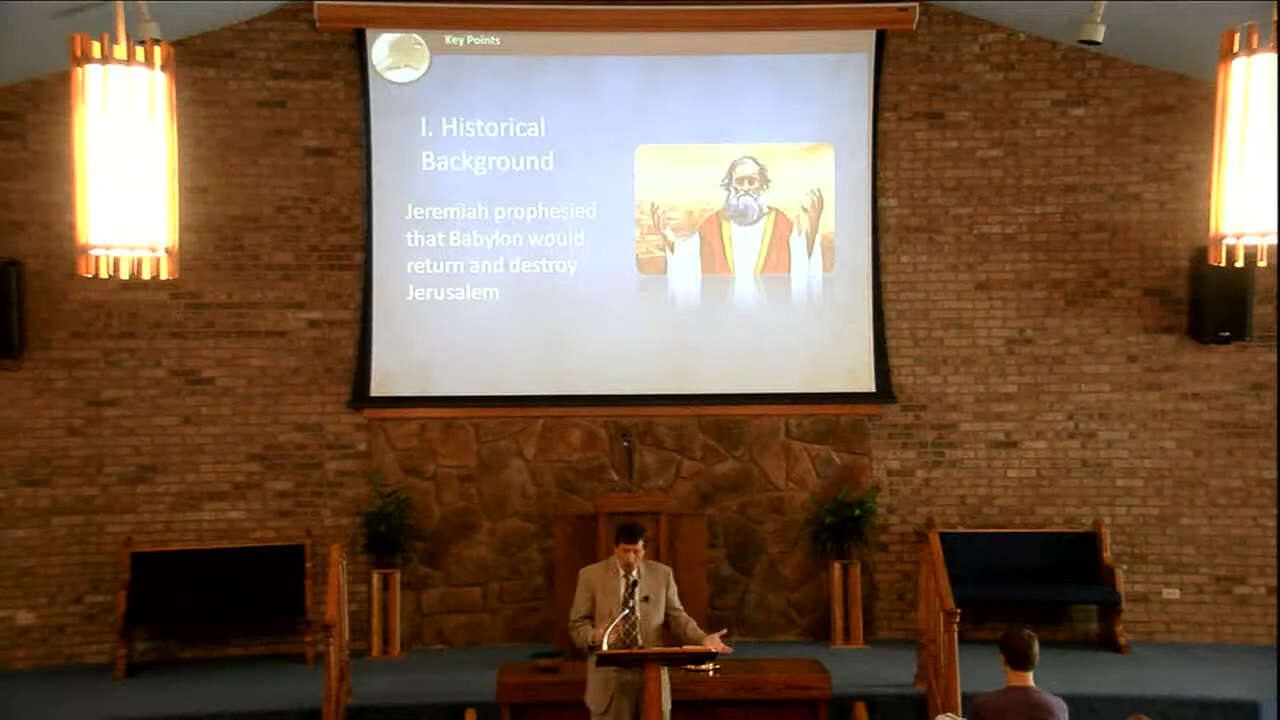 Key Points
I. Historical
Background
Jeremiah prophesied
that Babylon would
return and destroy
Jerusalem